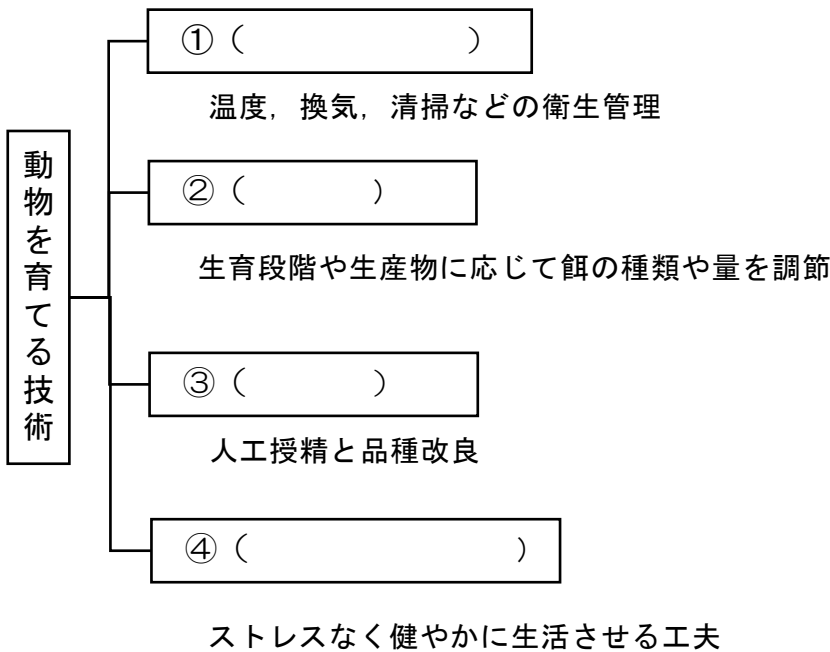 動物を育てる技術
①（　　　　　　　）
温度，換気，清掃などの衛生管理
②（　　　　）
生育段階や生産物に応じて餌の種類や量を調節
③（　　　　）
人工授精と品種改良
④（　　　　　　　　）
ストレスなく健やかに生活させる工夫